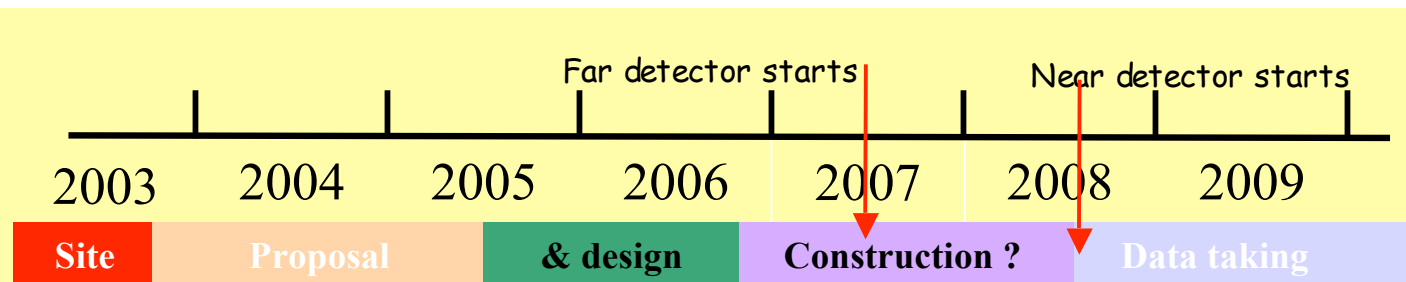 Far detector starts Near detector starts
2003 2004 2005 2006 2007 2008 2009
Site Proposal & design Construction ? Data taking